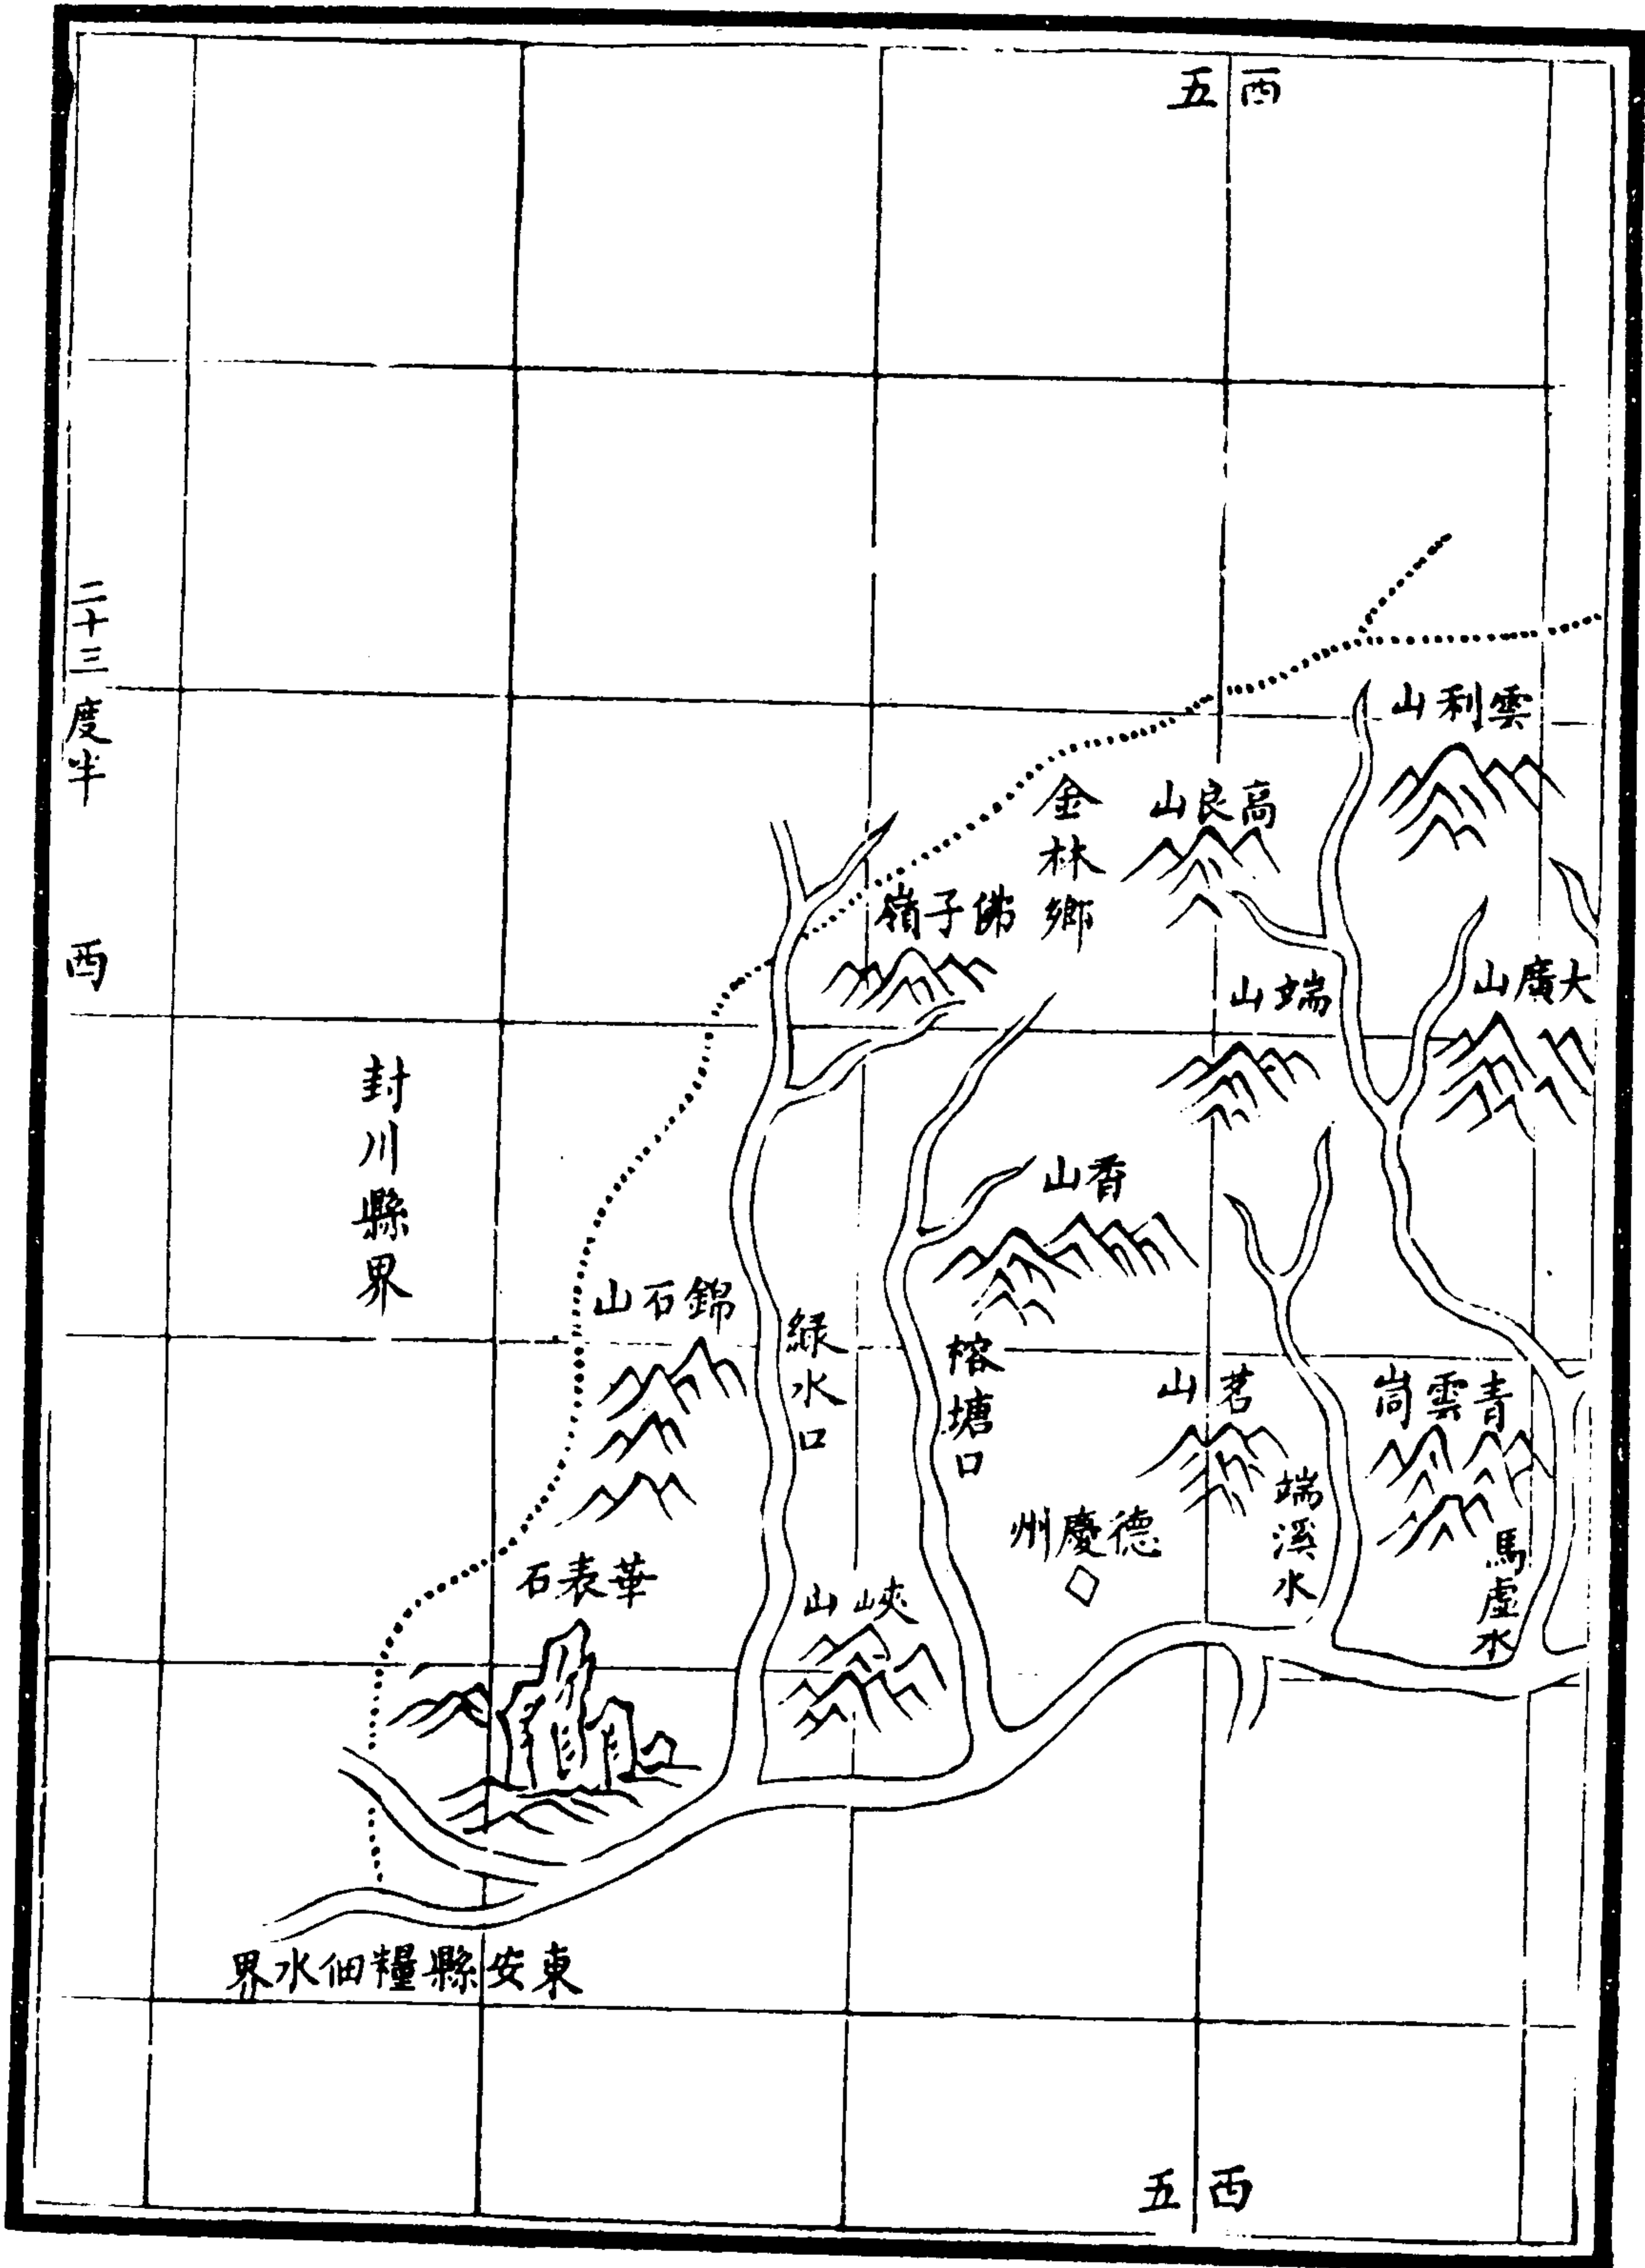 西五
二十三度半
西
雲利山
高良山
金林鄉
佛子嶺
大廣山
端山
封川縣界
香山
錦石山
綠水口
榕塘口
茗山
青雲崗
端溪水
馬墟水
德慶州
華表石
峽山
東安縣糧佃水界
西五